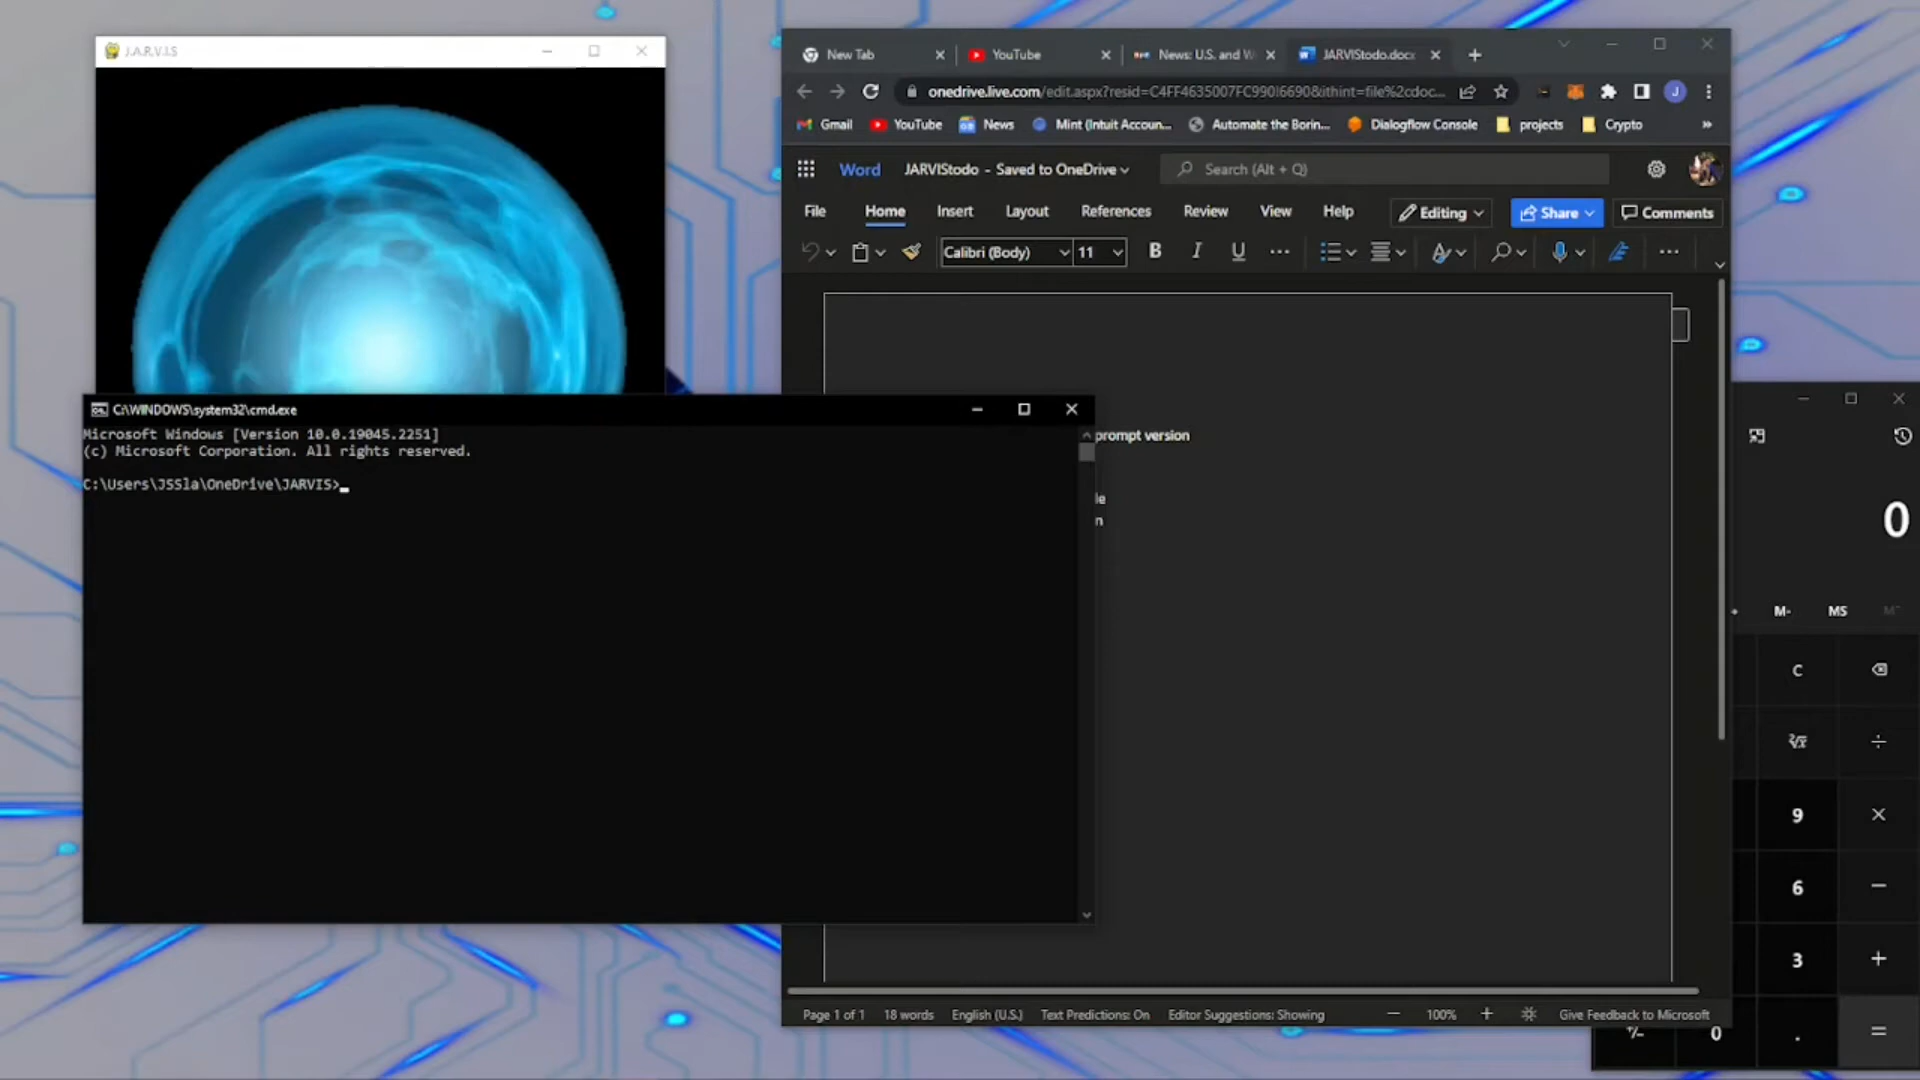 J.A.R.V.I.S
New Tab
YouTube
News: U.S. and W
JARVIStodo.docx
onedrive.live.com/edit.aspx?resid=C4FF4635007FC990!6690&ithint=file%2cdoc...
Gmail
YouTube
News
Mint (Intuit Accoun...
Automate the Borin...
Dialogflow Console
projects
Crypto
»
Word
JARVIStodo - Saved to OneDrive
Search (Alt + Q)
File
Home
Insert
Layout
References
Review
View
Help
Editing
Share
Comments
Calibri (Body)
11
B
I
U
prompt version
le
n
C:\WINDOWS\system32\cmd.exe
Microsoft Windows [Version 10.0.19045.2251]
(c) Microsoft Corporation. All rights reserved.
C:\Users\JSSla\OneDrive\JARVIS>
Page 1 of 1
18 words
English (U.S.)
Text Predictions: On
Editor Suggestions: Showing
100%
Give Feedback to Microsoft
0
M-
MS
C
÷
9
×
6
−
3
+
+/−
0
.
=